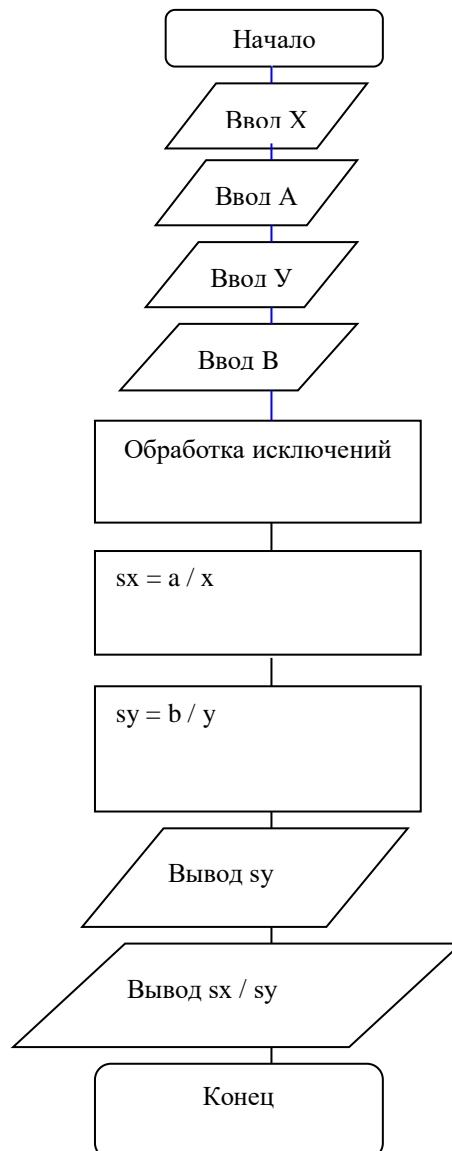 Начало
Ввод X
Ввод А
Ввод У
Ввод В
Обработка исключений
sx = a / x
sy = b / y
Вывод sy
Вывод sx / sy
Конец